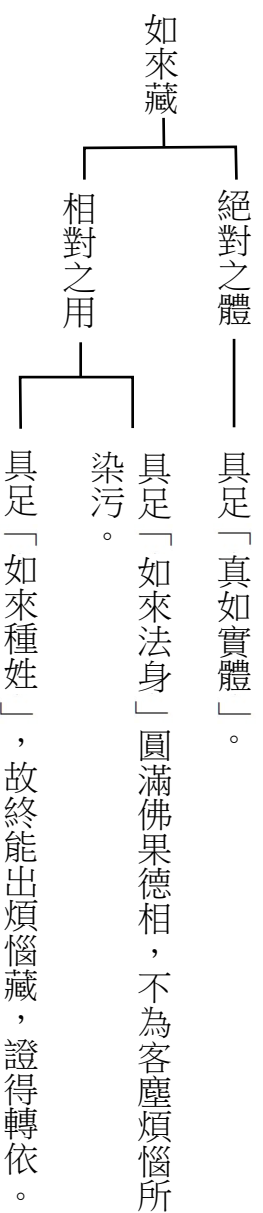 如來藏
絕對之體
具足「真如實體」。
相對之用
具足「如來法身」圓滿佛果德相，不為客塵煩惱所
染污。
具足「如來種姓」，故終能出煩惱藏，證得轉依。